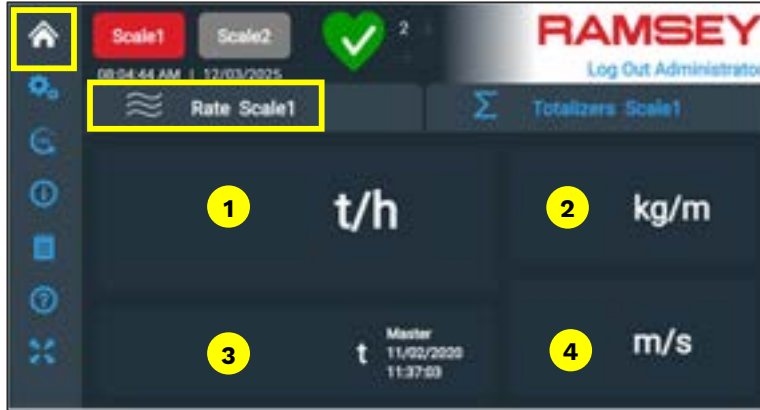 Scale1
Scale2
2
RAMSEY
08:04:44 AM | 12/03/2025
Log Out Administrator
Rate Scale1
Σ Totalizers Scale1
1
t/h
2
kg/m
3
t
Master
11/02/2020
11:37:03
4
m/s